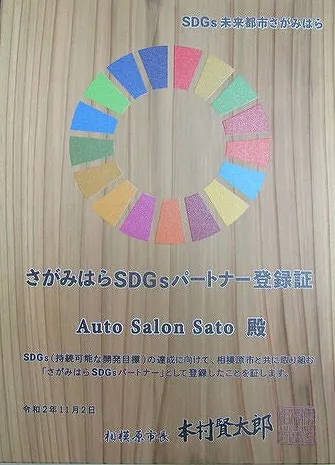 SDGs未来都市さがみはら
さがみはらSDGsパートナー登録証
Auto Salon Sato 殿
SDGs(持続可能な開発目標)の達成に向けて、相模原市と共に取り組む
「さがみはらSDGsパートナー」として登録したことを証します。
令和2年11月2日
相模原市長 本村賢太郎